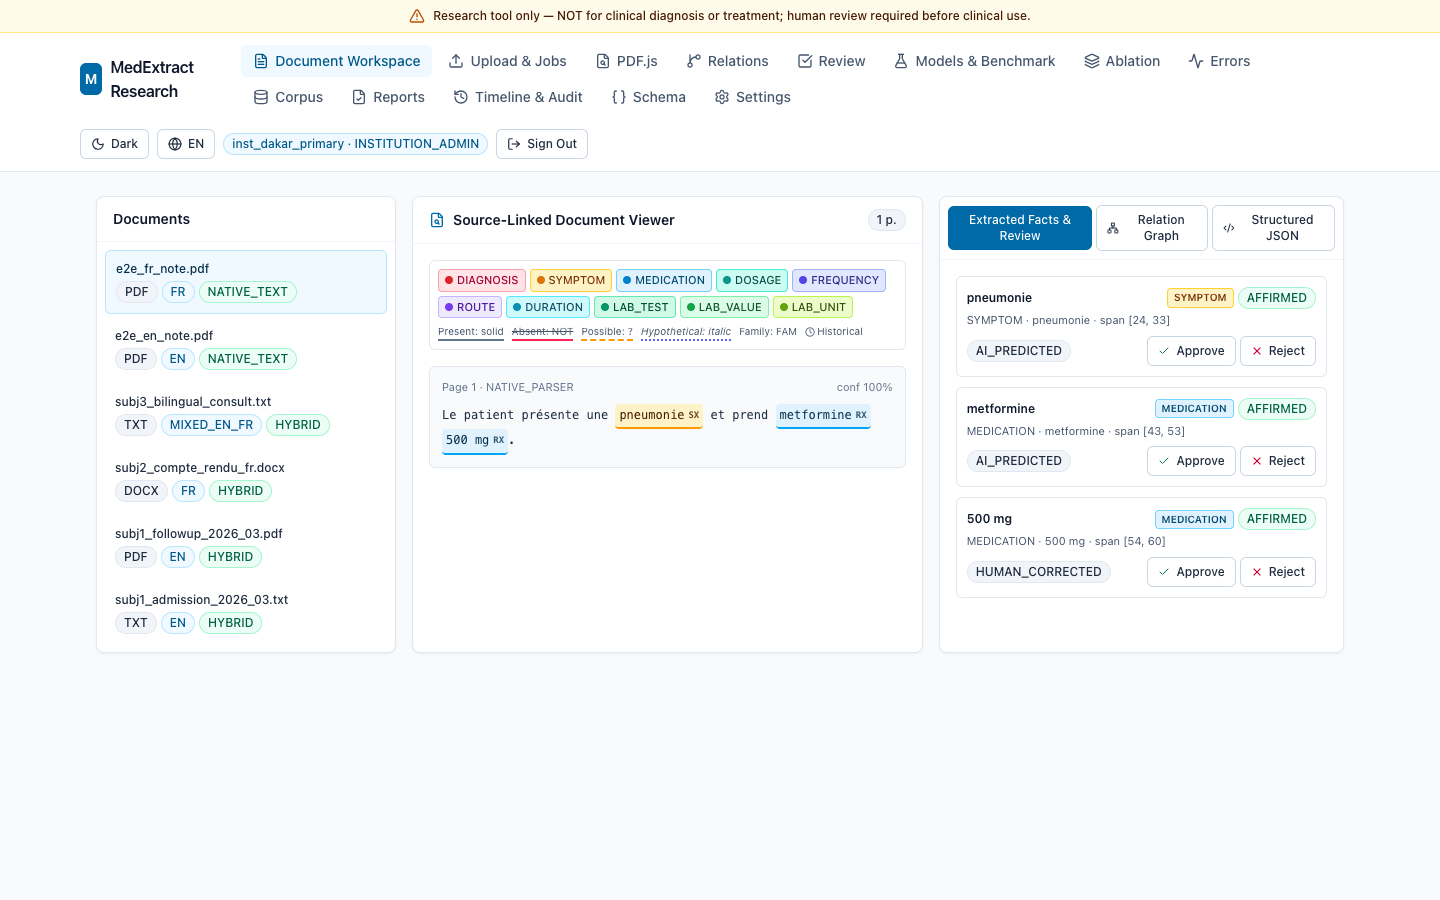 Research tool only — NOT for clinical diagnosis or treatment; human review required before clinical use.
M
MedExtract Research
Document Workspace
Upload & Jobs
PDF.js
Relations
Review
Models & Benchmark
Ablation
Errors
Corpus
Reports
Timeline & Audit
Schema
Settings
Dark
EN
inst_dakar_primary · INSTITUTION_ADMIN
Sign Out
Documents
e2e_fr_note.pdf
PDF FR NATIVE_TEXT
e2e_en_note.pdf
PDF EN NATIVE_TEXT
subj3_bilingual_consult.txt
TXT MIXED_EN_FR HYBRID
subj2_compte_rendu_fr.docx
DOCX FR HYBRID
subj1_followup_2026_03.pdf
PDF EN HYBRID
subj1_admission_2026_03.txt
TXT EN HYBRID
Source-Linked Document Viewer
1 p.
DIAGNOSIS SYMPTOM MEDICATION DOSAGE FREQUENCY
ROUTE DURATION LAB_TEST LAB_VALUE LAB_UNIT
Present: solid Absent: NOT Possible: ? Hypothetical: italic Family: FAM Historical
Page 1 · NATIVE_PARSER conf 100%
Le patient présente une pneumonie SX et prend metformine RX
500 mg RX .
Extracted Facts & Review
Relation Graph
Structured JSON
pneumonie SYMPTOM AFFIRMED
SYMPTOM · pneumonie · span [24, 33]
AI_PREDICTED Approve Reject
metformine MEDICATION AFFIRMED
MEDICATION · metformine · span [43, 53]
AI_PREDICTED Approve Reject
500 mg MEDICATION AFFIRMED
MEDICATION · 500 mg · span [54, 60]
HUMAN_CORRECTED Approve Reject